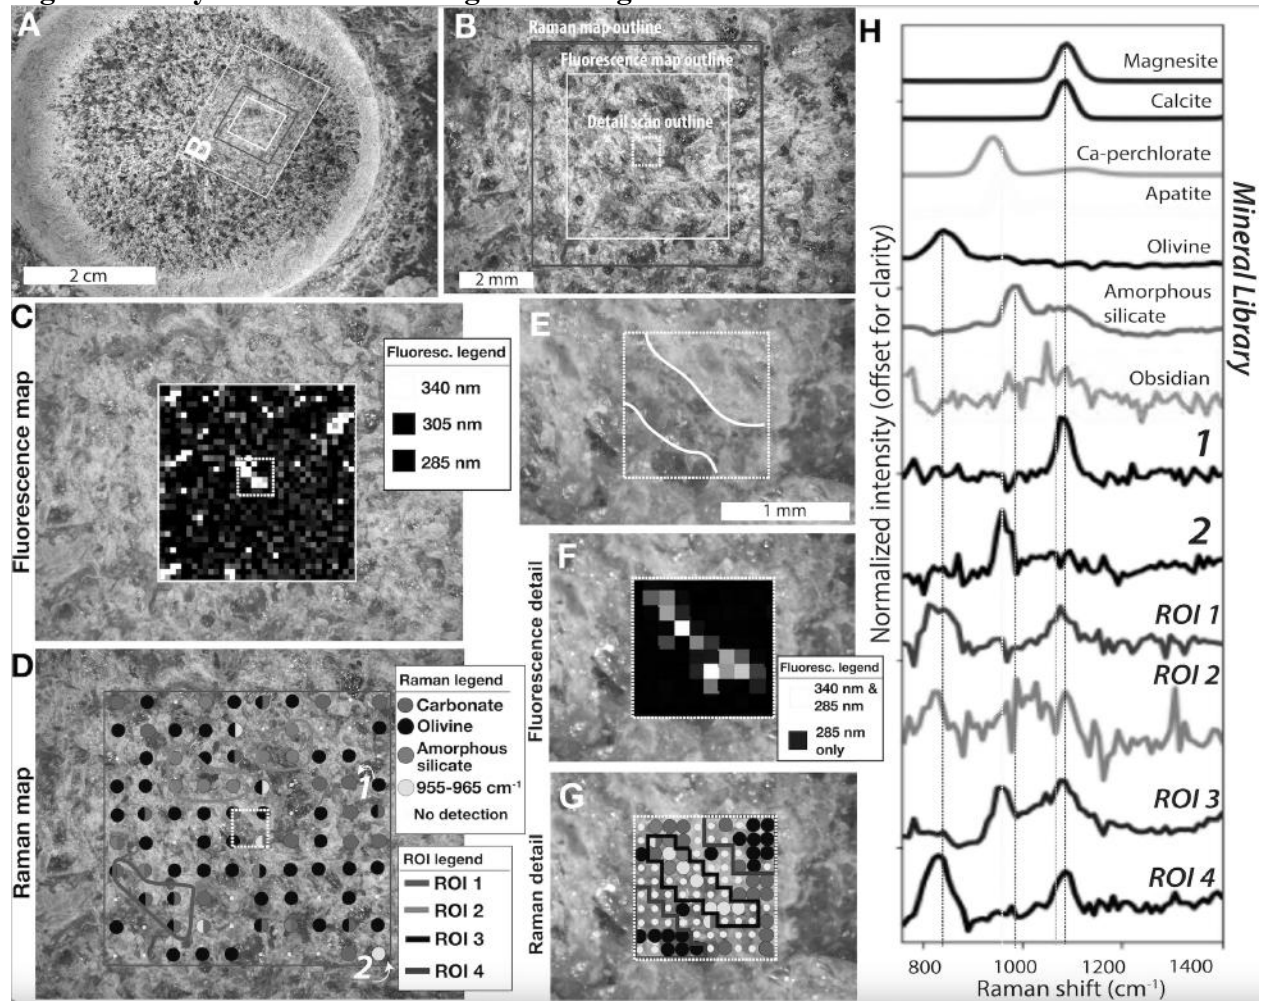 A
B
2 cm
B
Raman map outline
Fluorescence map outline
Detail scan outline
2 mm
C
Fluorescence map
Fluoresc. legend
340 nm
305 nm
285 nm
D
Raman map
1
2
Raman legend
Carbonate
Olivine
Amorphous
silicate
955-965 cm⁻¹
No detection
ROI legend
ROI 1
ROI 2
ROI 3
ROI 4
E
1 mm
F
Fluorescence detail
Fluoresc. legend
340 nm &
285 nm
285 nm
only
G
Raman detail
H
Normalized intensity (offset for clarity)
Mineral Library
Magnesite
Calcite
Ca-perchlorate
Apatite
Olivine
Amorphous
silicate
Obsidian
1
2
ROI 1
ROI 2
ROI 3
ROI 4
800 1000 1200 1400
Raman shift (cm⁻¹)